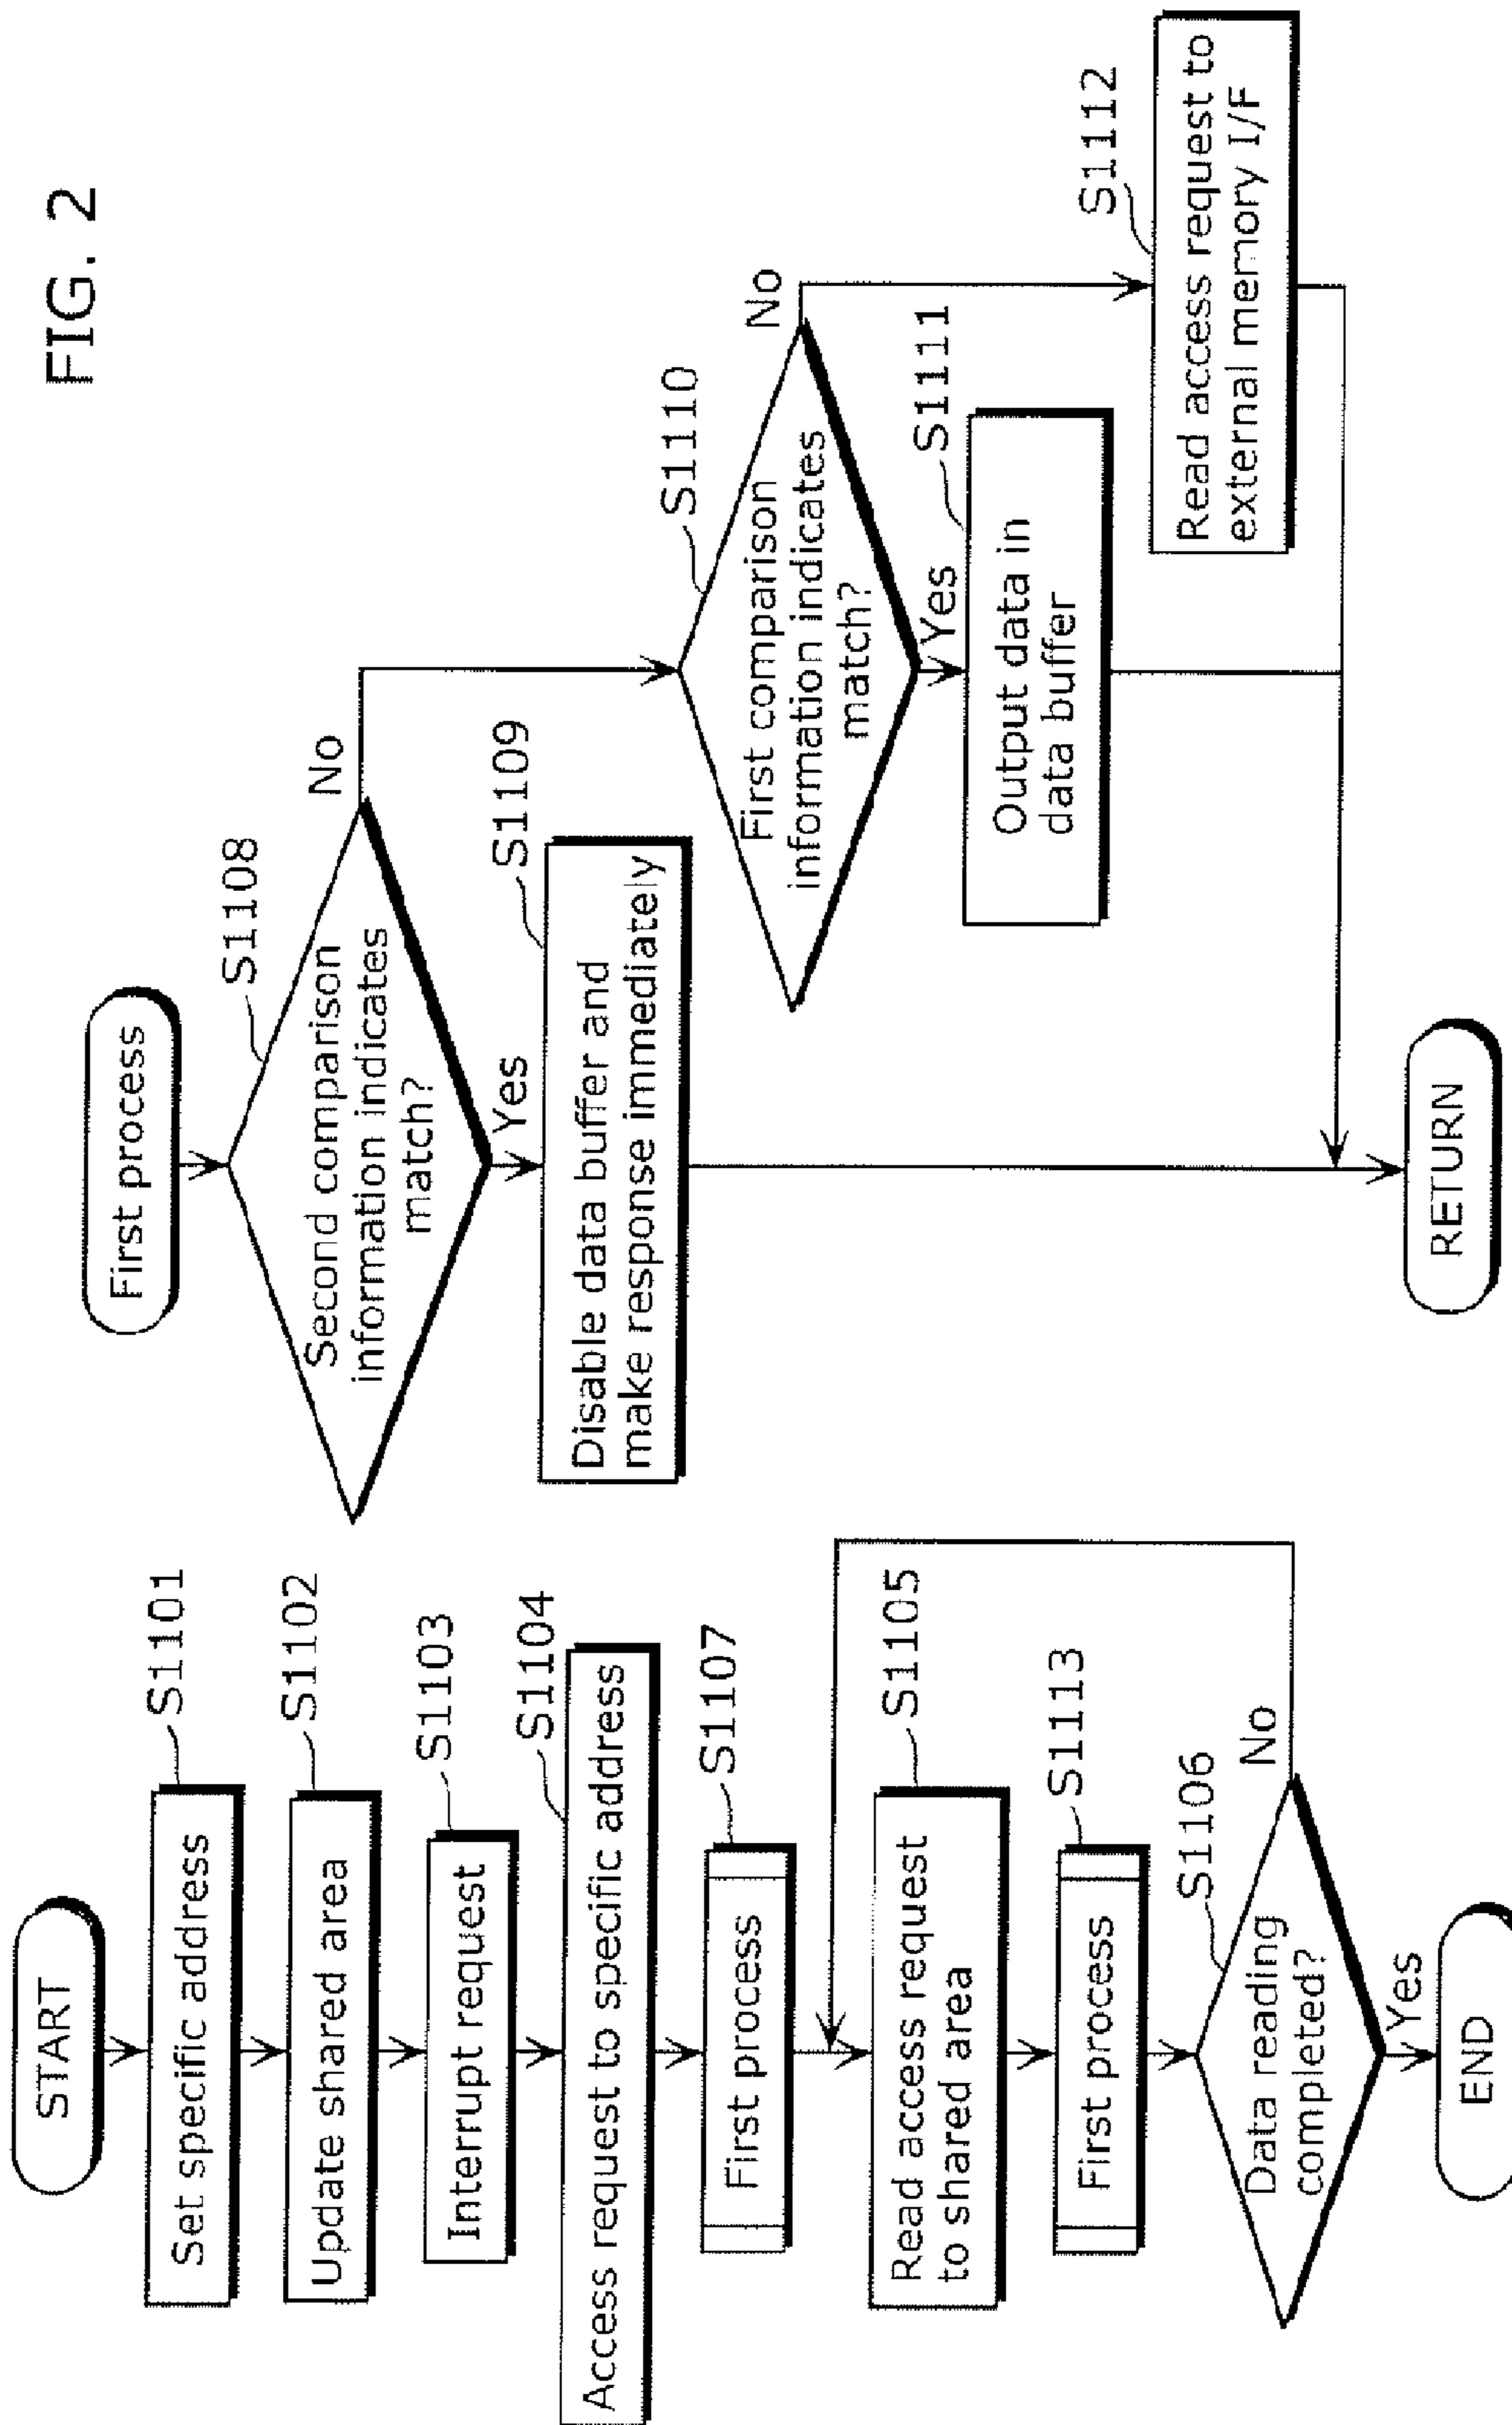 FIG. 2
START
S1101
Set specific address
S1102
Update shared area
S1103
Interrupt request
S1104
Access request to specific address
S1107
First process
S1105
Read access request
to shared area
S1113
First process
S1106
Data reading
completed?
No
Yes
END
First process
S1108
Second comparison
information indicates
match?
No
Yes
S1109
Disable data buffer and
make response immediately
S1110
First comparison
information indicates
match?
No
Yes
S1111
Output data in
data buffer
S1112
Read access request to
external memory I/F
RETURN